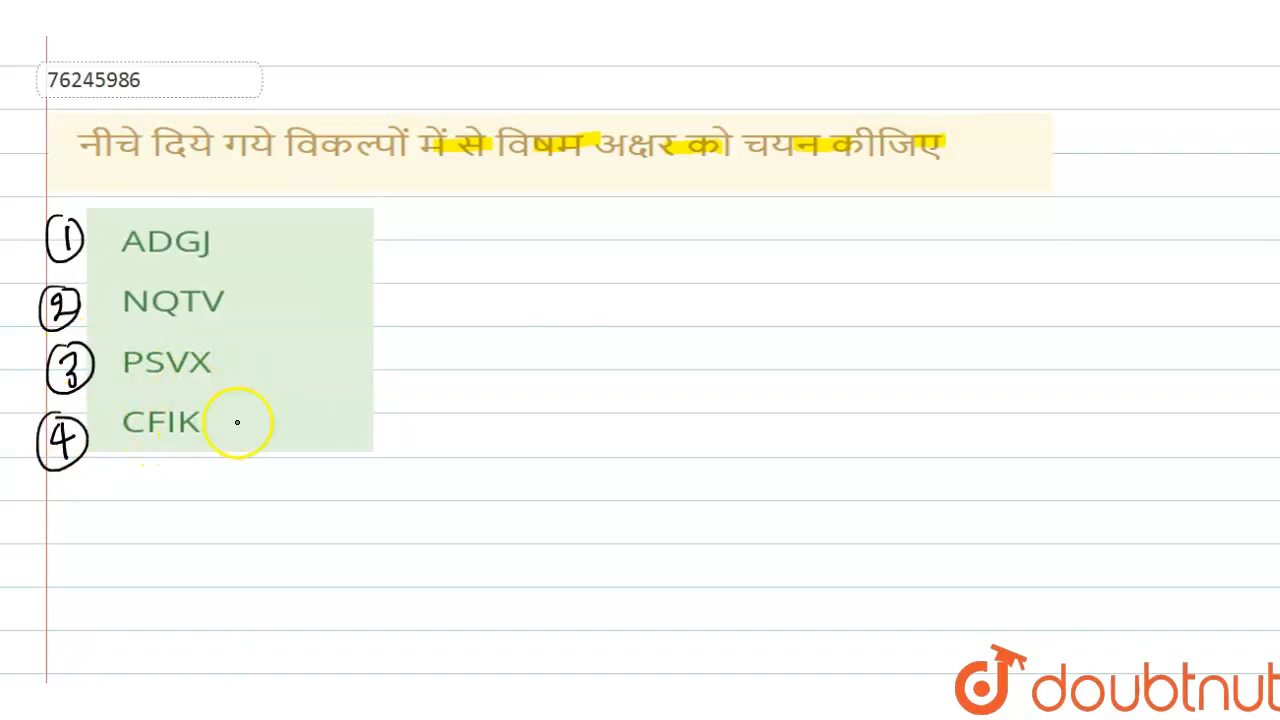 76245986
नीचे दिये गये विकल्पों में से विषम अक्षर को चयन कीजिए
① ADGJ
② NQTV
③ PSVX
④ CFIK
doubtnut